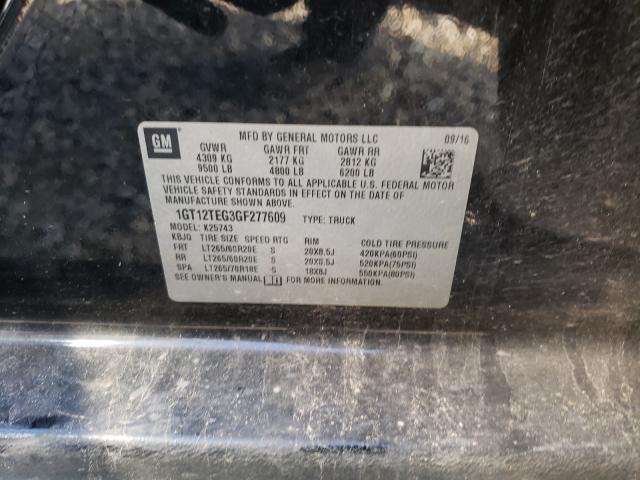 GM
MFD BY GENERAL MOTORS LLC 09/16
GVWR GAWR FRT GAWR RR
4309 KG 2177 KG 2812 KG
9500 LB 4800 LB 6200 LB
THIS VEHICLE CONFORMS TO ALL APPLICABLE U.S. FEDERAL MOTOR
VEHICLE SAFETY STANDARDS IN EFFECT ON THE DATE OF
MANUFACTURE SHOWN ABOVE.
1GT12TEG3GF277609 TYPE: TRUCK
MODEL: K25743
KBJQ TIRE SIZE SPEED RTG RIM COLD TIRE PRESSURE
FRT LT265/60R20E S 20X8.5J 420KPA(60PSI)
RR LT265/60R20E S 20X8.5J 520KPA(75PSI)
SPA LT265/70R18E S 18X8J 550KPA(80PSI)
SEE OWNER'S MANUAL FOR MORE INFORMATION.